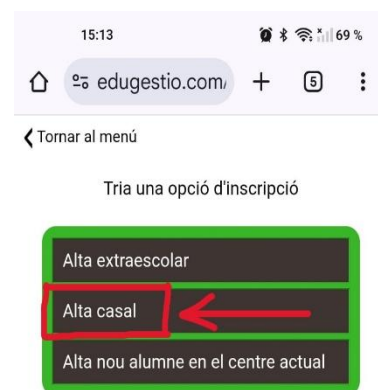 15:13 69 %
edugestio.com/ 5
Tornar al menú
Tria una opció d'inscripció
Alta extraescolar
Alta casal
Alta nou alumne en el centre actual